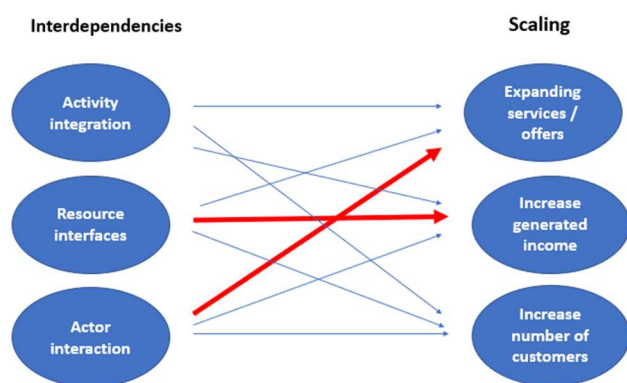 Interdependencies
Scaling
Activity
integration
Expanding
services /
offers
Resource
interfaces
Increase
generated
income
Actor
interaction
Increase
number of
customers